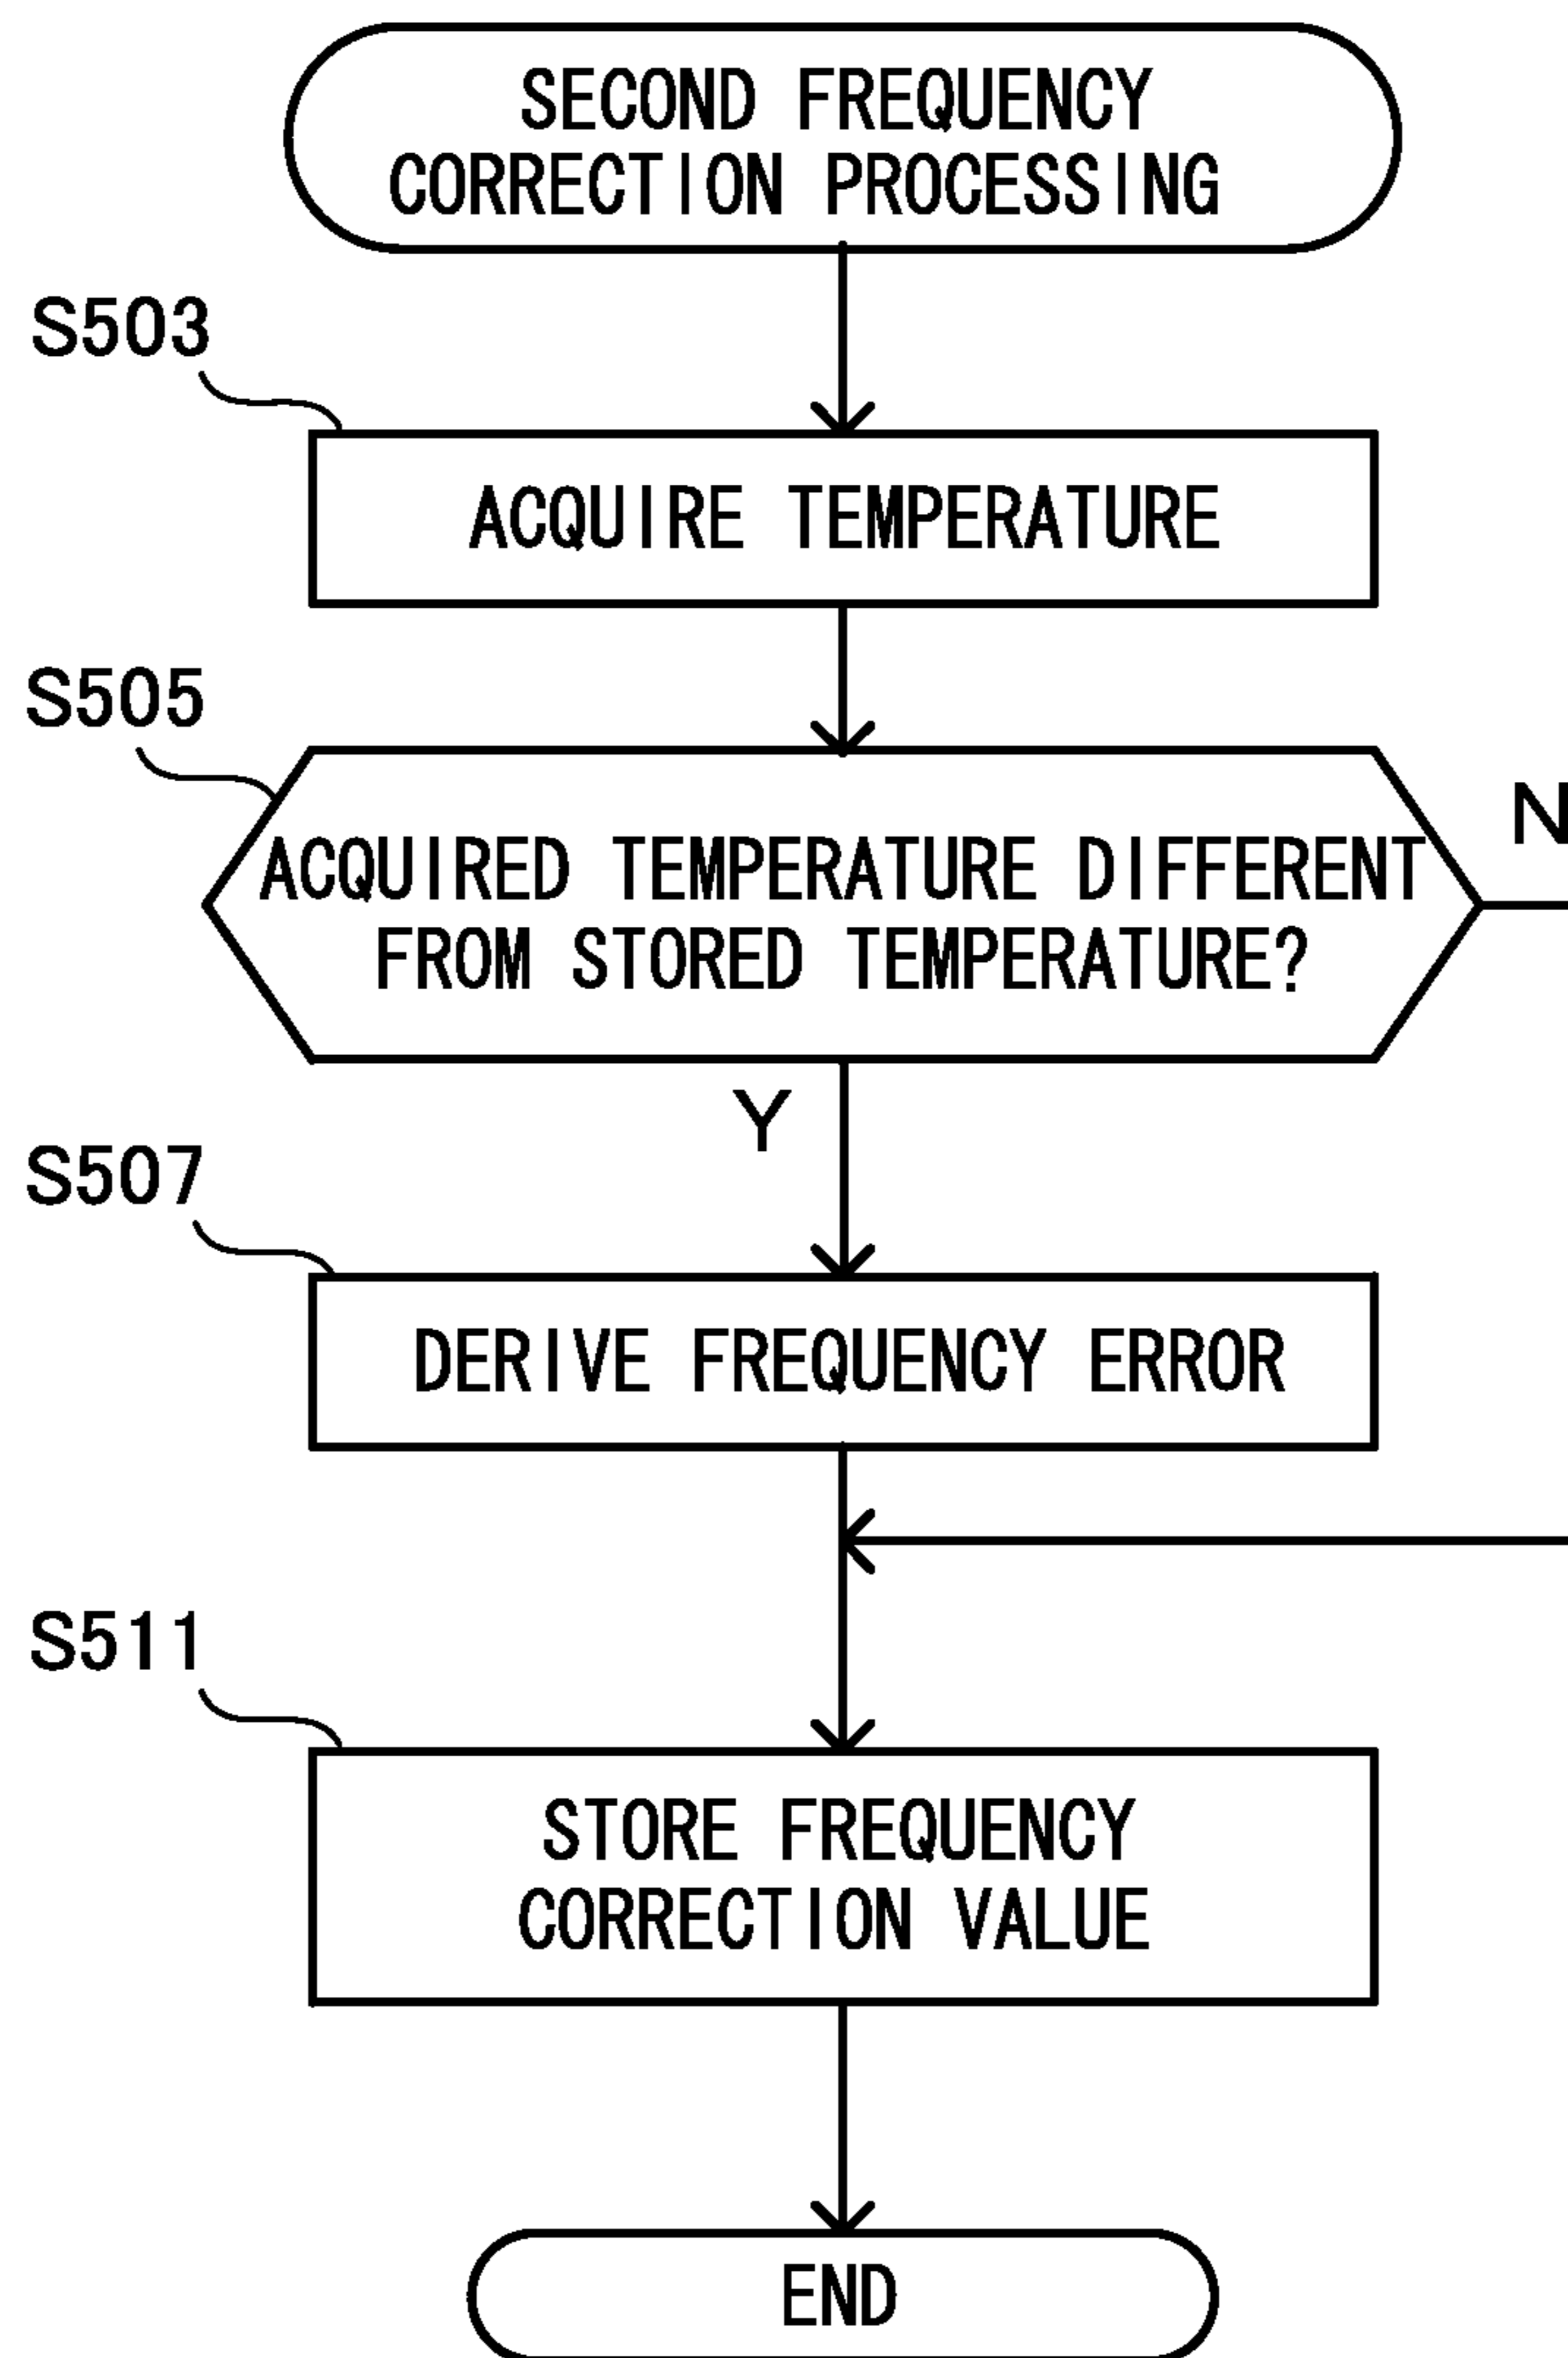 SECOND FREQUENCY
CORRECTION PROCESSING
S503
ACQUIRE TEMPERATURE
S505
N
ACQUIRED TEMPERATURE DIFFERENT
FROM STORED TEMPERATURE?
Y
S507
DERIVE FREQUENCY ERROR
S511
STORE FREQUENCY
CORRECTION VALUE
END